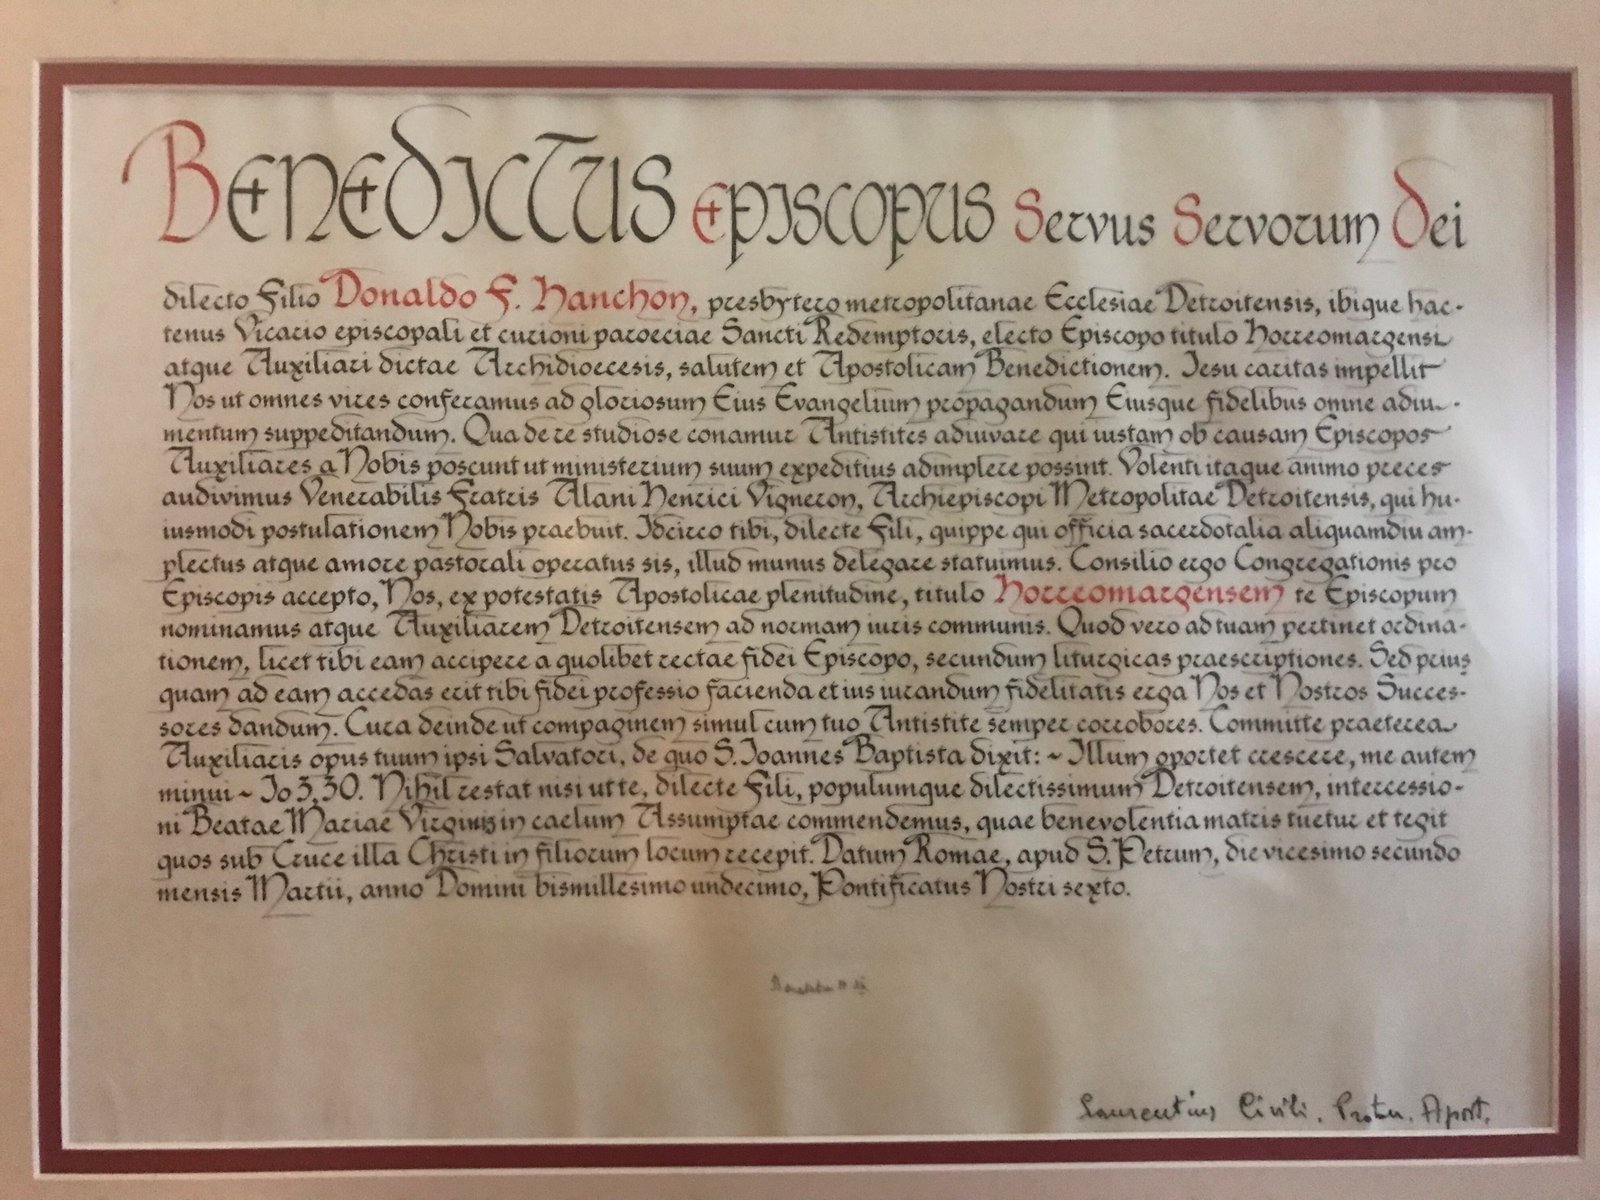 BENEDICTUS EPISCOPUS Servus Servorum Dei
dilecto Filio Donaldo F. Hanchon, presbytero metropolitanae Ecclesiae Detroitensis, ibique hac-
tenus Vicario episcopali et curioni paroeciae Sancti Redemptoris, electo Episcopo titulo Horreomargensi
atque Auxiliari dictae Archidioecesis, salutem et Apostolicam Benedictionem. Iesu caritas impellit
Nos ut omnes vires conferamus ad gloriosum Eius Evangelium propagandum Eiusque fidelibus omne adiu-
mentum suppeditandum. Qua de re studiose conamur Antistites adiuvare qui iustam ob causam Episcopos
Auxiliares a Nobis poscunt ut ministerium suum expeditius adimplere possint. Volenti itaque animo preces
audivimus Venerabilis Fratris Alani Henrici Vigneron, Archiepiscopi Metropolitae Detroitensis, qui hu-
iusmodi postulationem Nobis praebuit. Idcirco tibi, dilecte Fili, quippe qui officia sacerdotalia aliquamdiu am-
plectus atque amore pastorali operatus sis, illud munus delegare statuimus. Consilio ergo Congregationis pro
Episcopis accepto, Nos, ex potestatis Apostolicae plenitudine, titulo Horreomargensem te Episcopum
nominamus atque Auxiliarem Detroitensem ad normam iuris communis. Quod vero ad tuam pertinet ordina-
tionem, licet tibi eam accipere a quolibet rectae fidei Episcopo, secundum liturgicas praescriptiones. Sed prius
quam ad eam accedas erit tibi fidei professio facienda et ius iurandum fidelitatis erga Nos et Nostros Succes-
sores dandum. Cura deinde ut compaginem simul cum tuo Antistite semper corrobores. Committe praeterea
Auxiliaris opus tuum ipsi Salvatori, de quo S. Ioannes Baptista dixit: ~ Illum oportet crescere, me autem
minui ~ Io 3,30. Nihil restat nisi ut te, dilecte Fili, populumque dilectissimum Detroitensem, intercessio-
ni Beatae Mariae Virginis in caelum Assumptae commendemus, quae benevolentia matris tuetur et tegit
quos sub Cruce illa Christi in filiorum locum recepit. Datum Romae, apud S. Petrum, die vicesimo secundo
mensis Martii, anno Domini bismillesimo undecimo, Pontificatus Nostri sexto.
Laurentius Civili. Proton. Apost.